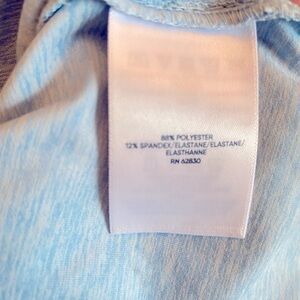 88% POLYESTER
12% SPANDEX/ELASTANE/ELASTANE/
ELASTHANNE
RN 62830